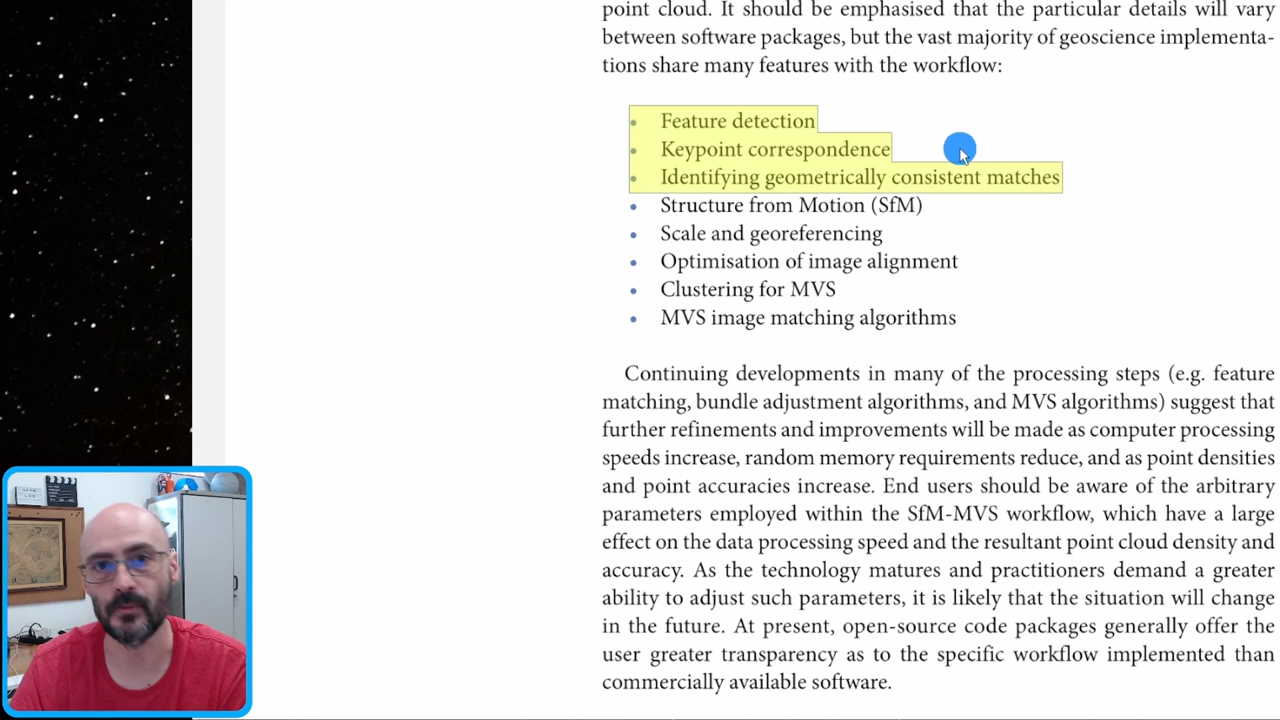 point cloud. It should be emphasised that the particular details will vary
between software packages, but the vast majority of geoscience implementa-
tions share many features with the workflow:
• Feature detection
• Keypoint correspondence
• Identifying geometrically consistent matches
• Structure from Motion (SfM)
• Scale and georeferencing
• Optimisation of image alignment
• Clustering for MVS
• MVS image matching algorithms
Continuing developments in many of the processing steps (e.g. feature
matching, bundle adjustment algorithms, and MVS algorithms) suggest that
further refinements and improvements will be made as computer processing
speeds increase, random memory requirements reduce, and as point densities
and point accuracies increase. End users should be aware of the arbitrary
parameters employed within the SfM-MVS workflow, which have a large
effect on the data processing speed and the resultant point cloud density and
accuracy. As the technology matures and practitioners demand a greater
ability to adjust such parameters, it is likely that the situation will change
in the future. At present, open-source code packages generally offer the
user greater transparency as to the specific workflow implemented than
commercially available software.